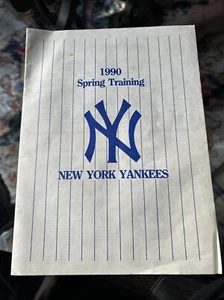 1990
Spring Training
NY
NEW YORK YANKEES